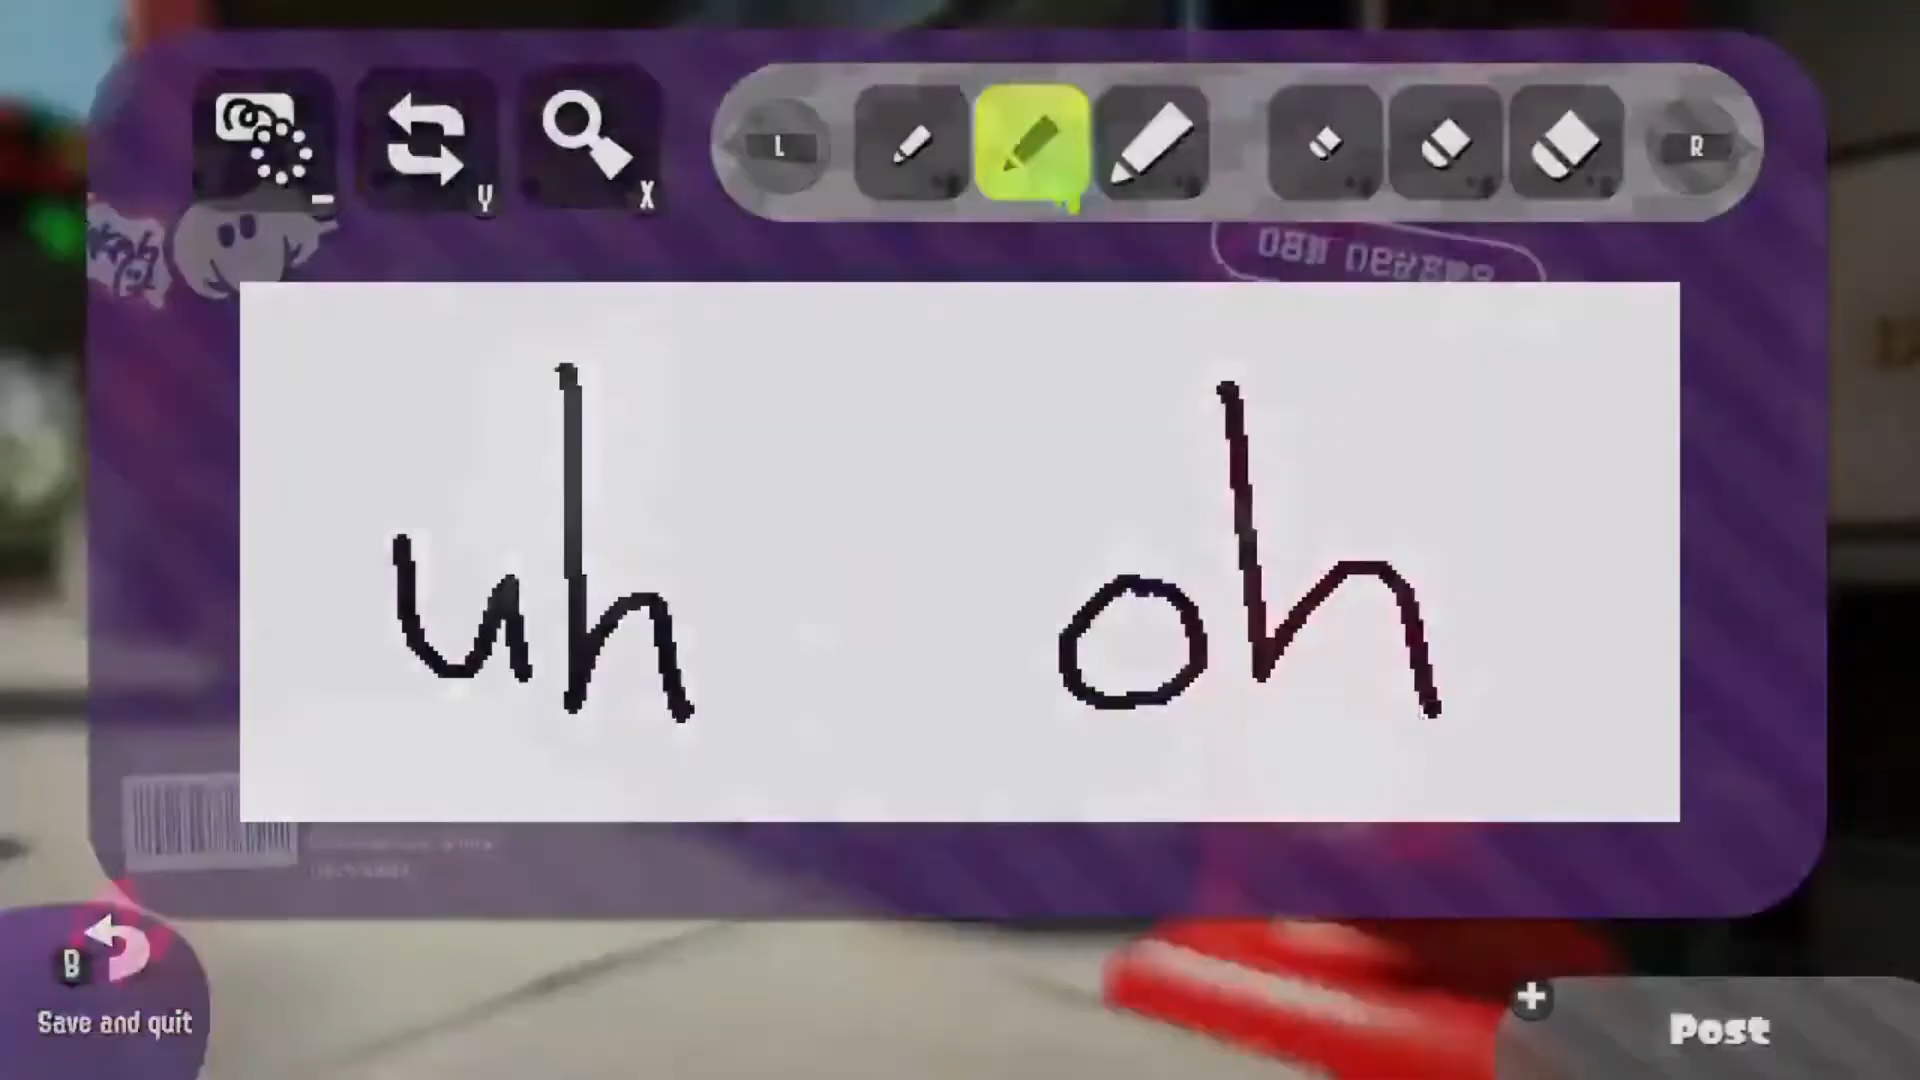 Y X L R
uh oh
B
Save and quit
+ Post